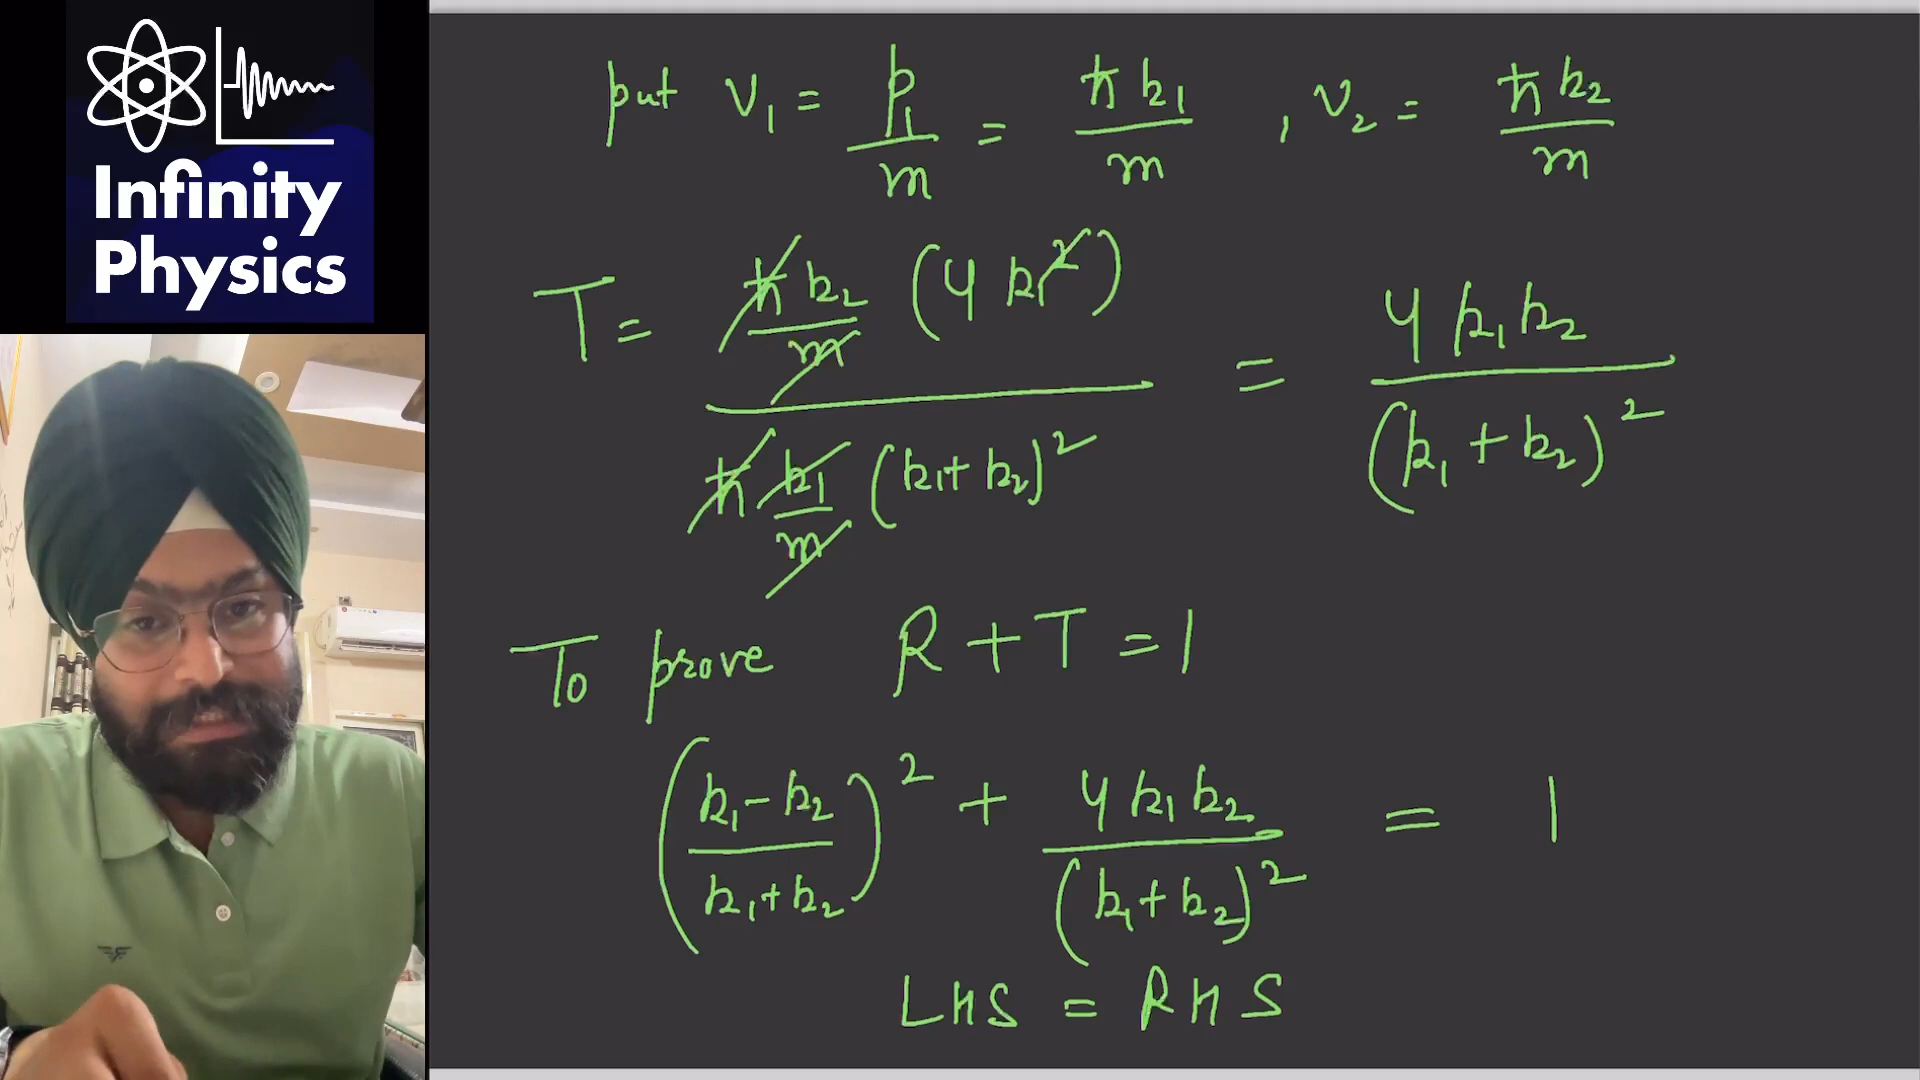 Infinity
Physics
put v₁ = p₁/m = ħk₁/m , v₂ = ħk₂/m
T = (ħk₂/m (4k₁²)) / (ħk₁/m (k₁+k₂)²) = 4k₁k₂ / (k₁+k₂)²
To prove R + T = 1
((k₁-k₂)/(k₁+k₂))² + 4k₁k₂/(k₁+k₂)² = 1
LHS = RHS